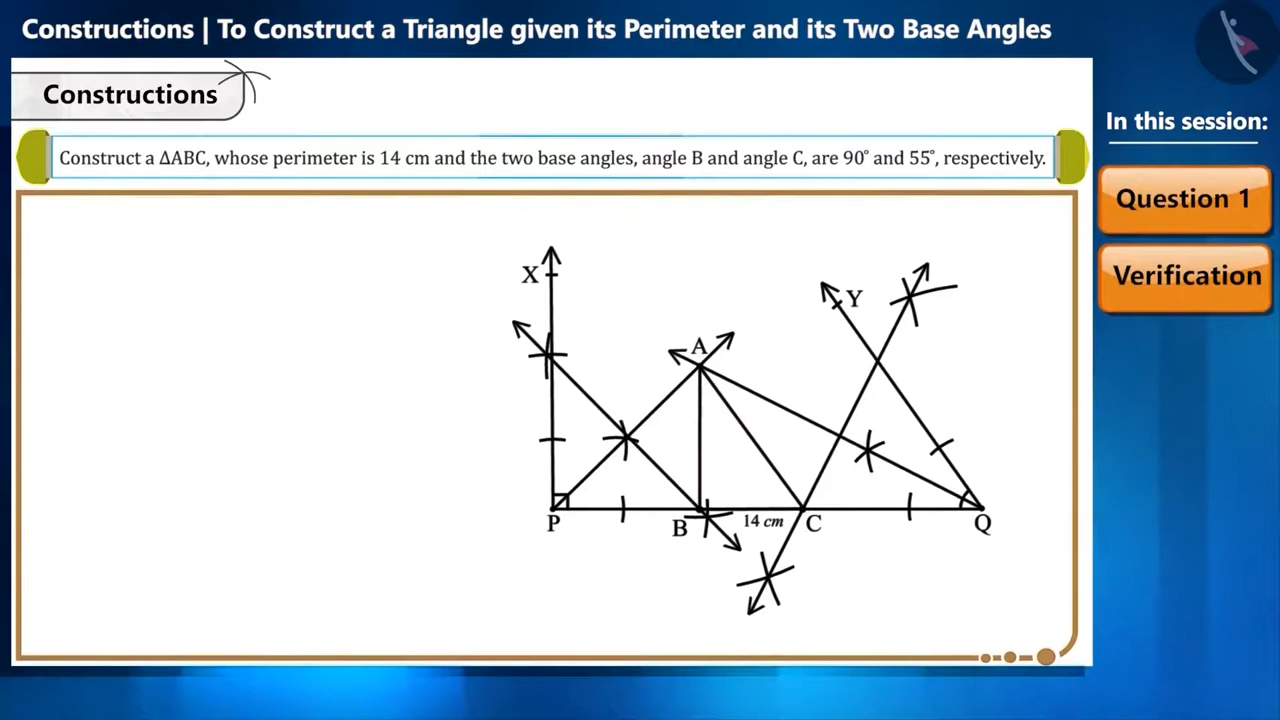 Constructions | To Construct a Triangle given its Perimeter and its Two Base Angles
Constructions
In this session:
Construct a ΔABC, whose perimeter is 14 cm and the two base angles, angle B and angle C, are 90° and 55°, respectively.
Question 1
Verification
X
Y
A
P
B
14 cm
C
Q